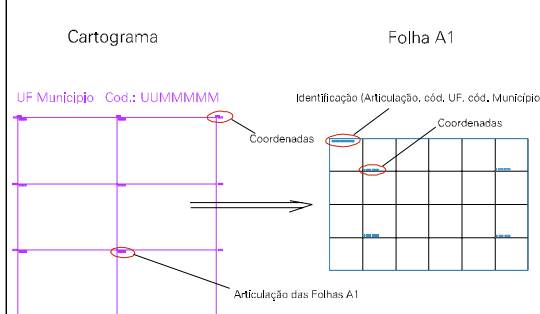 Cartograma
Folha A1
UF Município Cod.: UUMMMMM
Identificação (Articulação, cód. UF, cód. Município
Coordenadas
Coordenadas
Articulação das Folhas A1